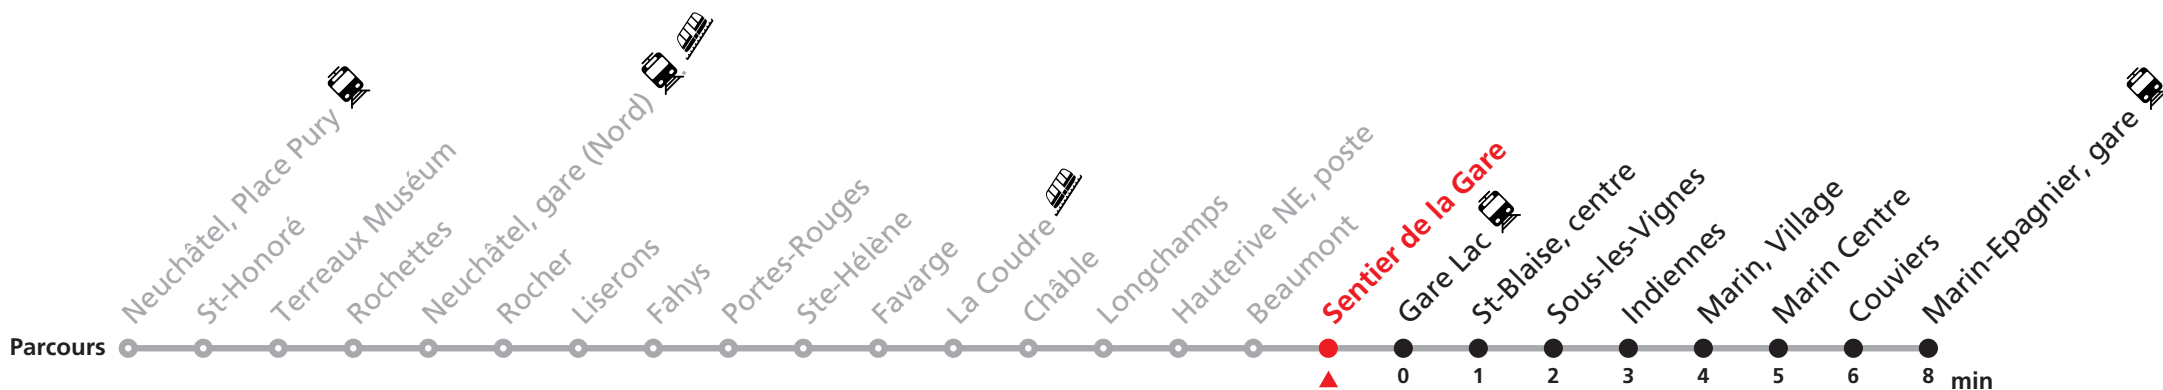 Neuchâtel, Place Pury
St-Honoré
Terreaux Muséum
Rochettes
Neuchâtel, gare (Nord)
Rocher
Liserons
Fahys
Portes-Rouges
Ste-Hélène
Favarge
La Coudre
Châble
Longchamps
Hauterive NE, poste
Beaumont
Sentier de la Gare
Gare Lac
St-Blaise, centre
Sous-les-Vignes
Indiennes
Marin, Village
Marin Centre
Couviers
Marin-Epagnier, gare
Parcours
0 1 2 3 4 5 6 8 min